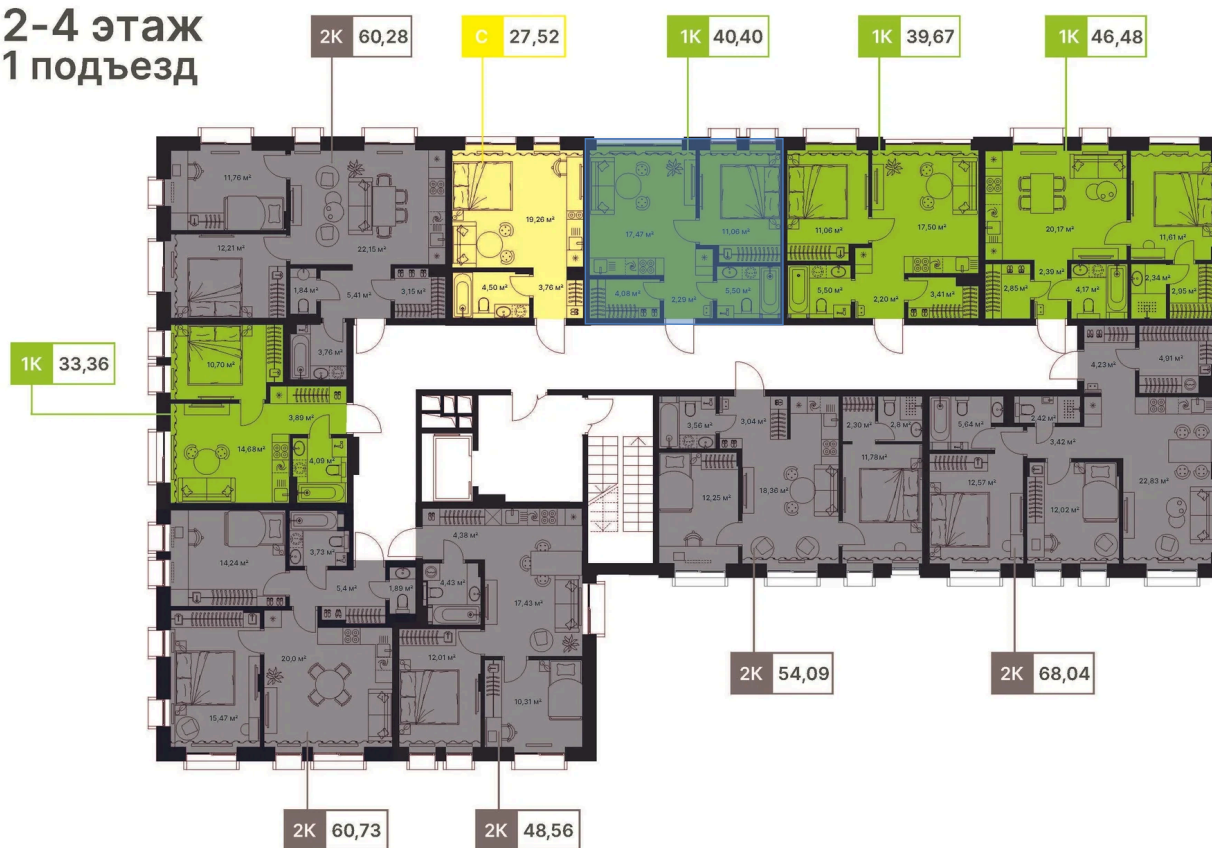 2-4 этаж
1 подъезд
2К 60,28
С 27,52
1К 40,40
1К 39,67
1К 46,48
11,76 м²
12,21 м²
22,15 м²
1,84 м²
5,41 м²
3,15 м²
3,76 м²
19,26 м²
4,50 м²
3,76 м²
17,47 м²
11,06 м²
4,08 м²
2,29 м²
5,50 м²
11,06 м²
17,50 м²
5,50 м²
2,20 м²
3,41 м²
20,17 м²
11,61 м²
2,85 м²
2,39 м²
4,17 м²
2,34 м²
2,95 м²
1К 33,36
10,70 м²
3,89 м²
14,68 м²
4,09 м²
4,23 м²
4,91 м²
3,56 м²
3,04 м²
2,30 м²
2,8 м²
5,64 м²
2,42 м²
3,42 м²
12,25 м²
18,36 м²
11,78 м²
12,57 м²
12,02 м²
22,83 м²
14,24 м²
3,73 м²
5,4 м²
1,89 м²
4,38 м²
4,43 м²
17,43 м²
15,47 м²
20,0 м²
12,01 м²
10,31 м²
2К 54,09
2К 68,04
2К 60,73
2К 48,56